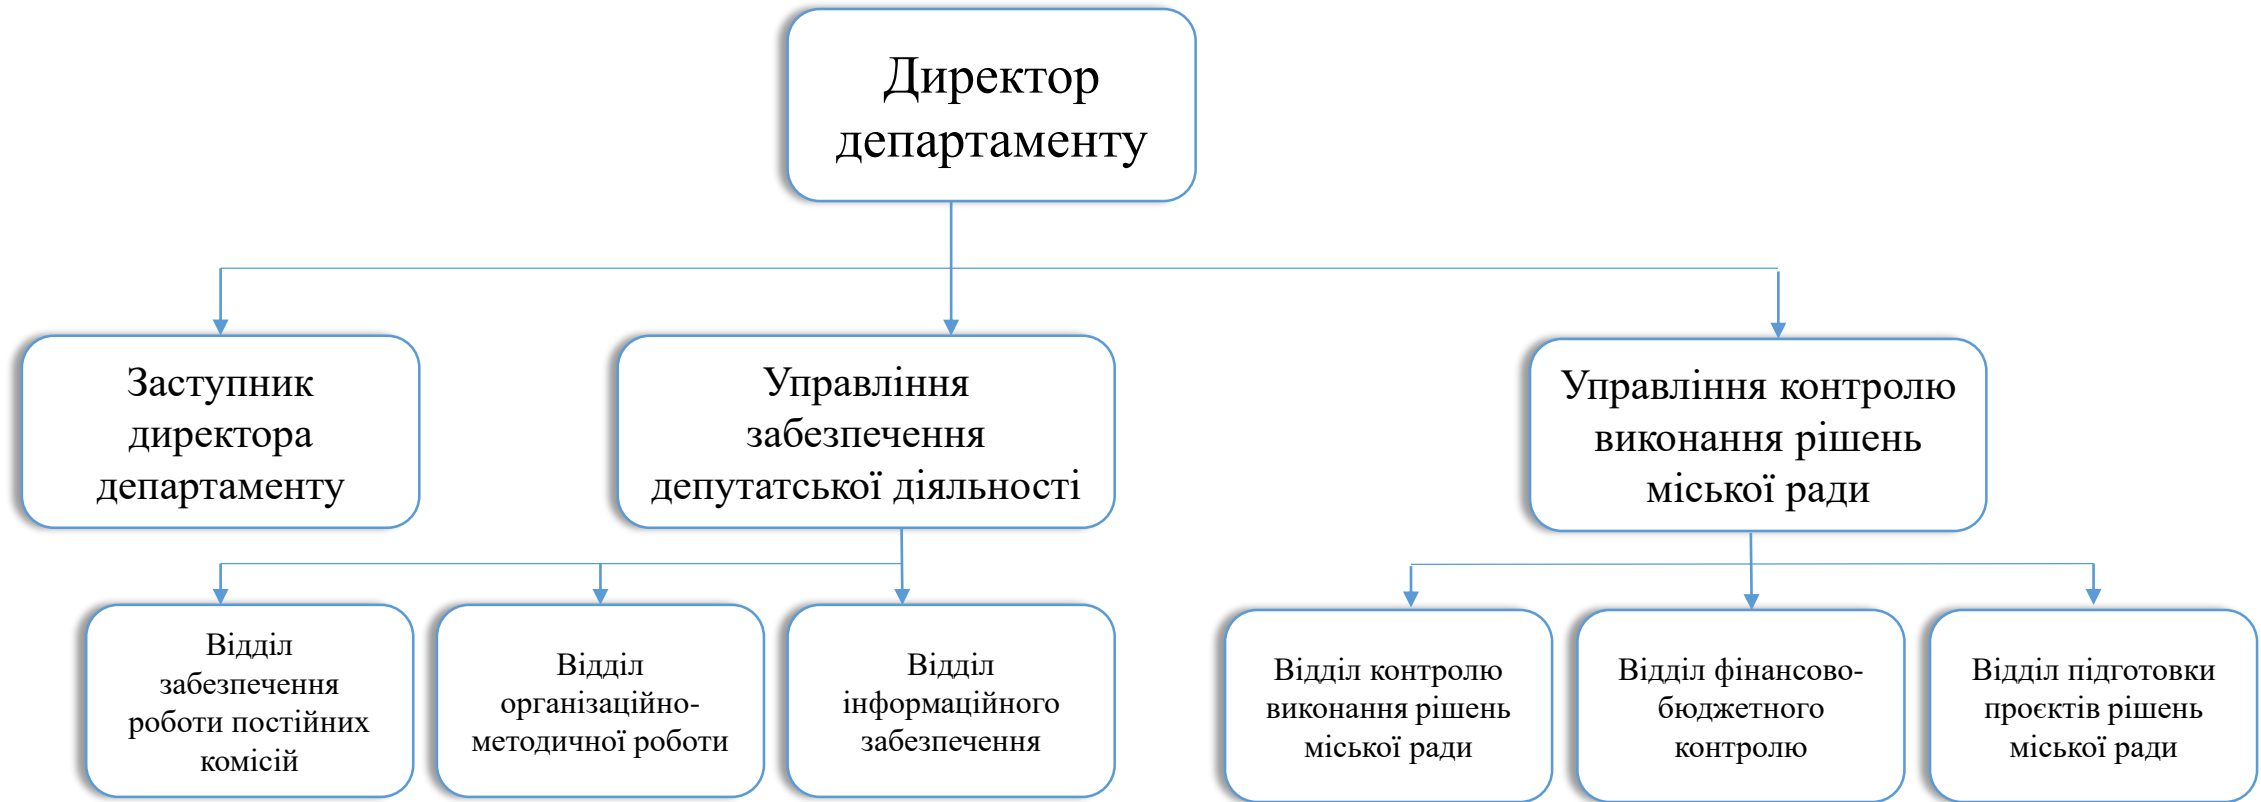 Директор
департаменту
Заступник
директора
департаменту
Управління
забезпечення
депутатської діяльності
Управління контролю
виконання рішень
міської ради
Відділ
забезпечення
роботи постійних
комісій
Відділ
організаційно-
методичної роботи
Відділ
інформаційного
забезпечення
Відділ контролю
виконання рішень
міської ради
Відділ фінансово-
бюджетного
контролю
Відділ підготовки
проєктів рішень
міської ради